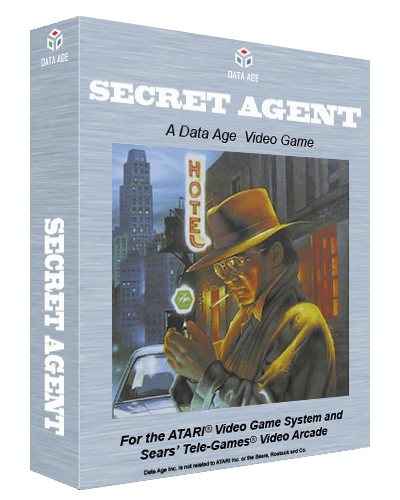 DATA AGE
SECRET AGENT
DATA AGE
SECRET AGENT
A Data Age Video Game
HOTEL
For the ATARI® Video Game System and
Sears' Tele-Games® Video Arcade
Data Age Inc. is not related to ATARI Inc. or the Sears, Roebuck and Co.